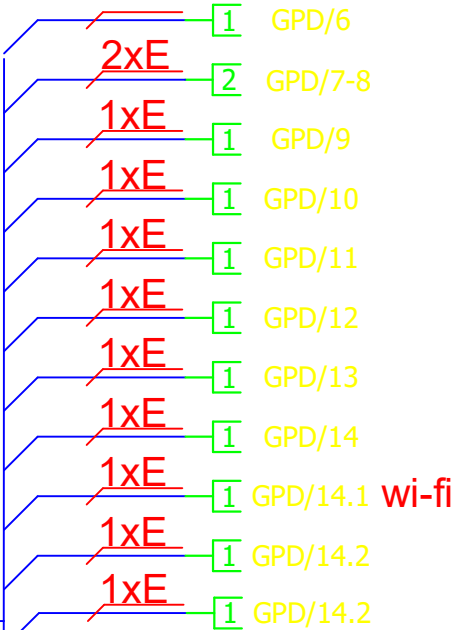 1 GPD/6
2xE 2 GPD/7-8
1xE 1 GPD/9
1xE 1 GPD/10
1xE 1 GPD/11
1xE 1 GPD/12
1xE 1 GPD/13
1xE 1 GPD/14
1xE 1 GPD/14.1 wi-fi
1xE 1 GPD/14.2
1xE 1 GPD/14.2